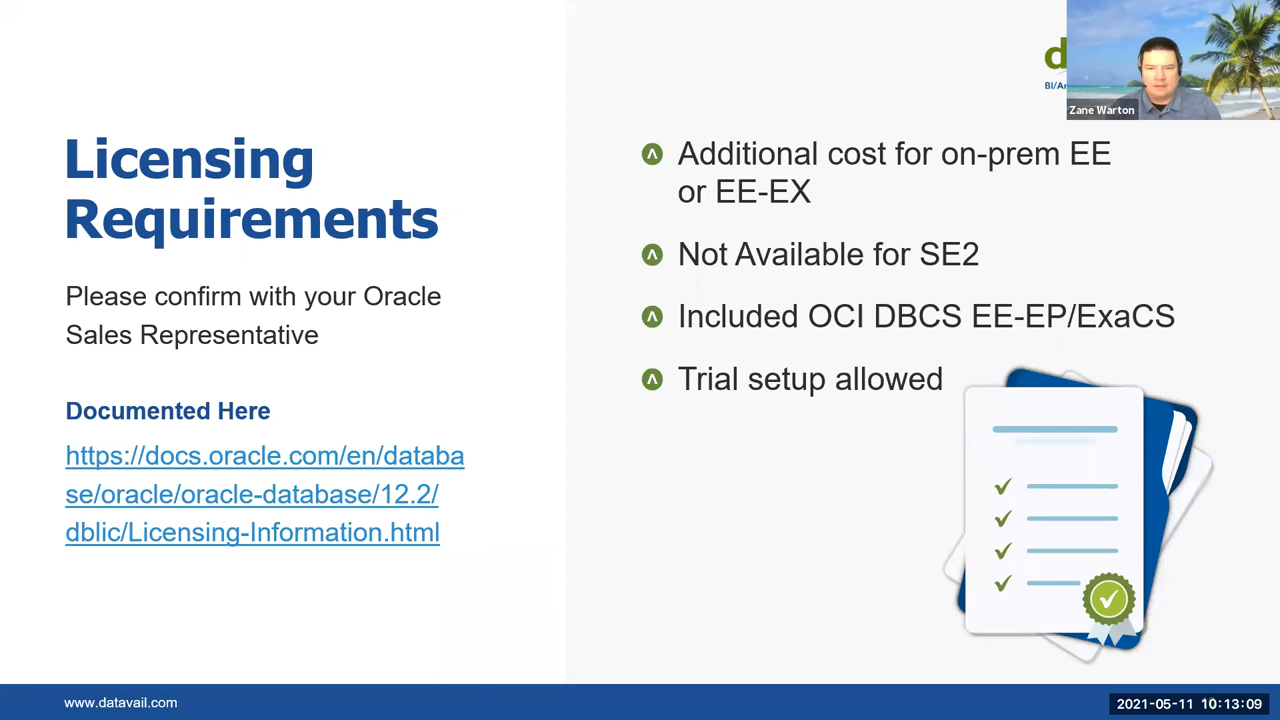 Licensing
Requirements
Please confirm with your Oracle
Sales Representative
Documented Here
https://docs.oracle.com/en/databa
se/oracle/oracle-database/12.2/
dblic/Licensing-Information.html
Additional cost for on-prem EE
or EE-EX
Not Available for SE2
Included OCI DBCS EE-EP/ExaCS
Trial setup allowed
Zane Warton
www.datavail.com
2021-05-11 10:13:09